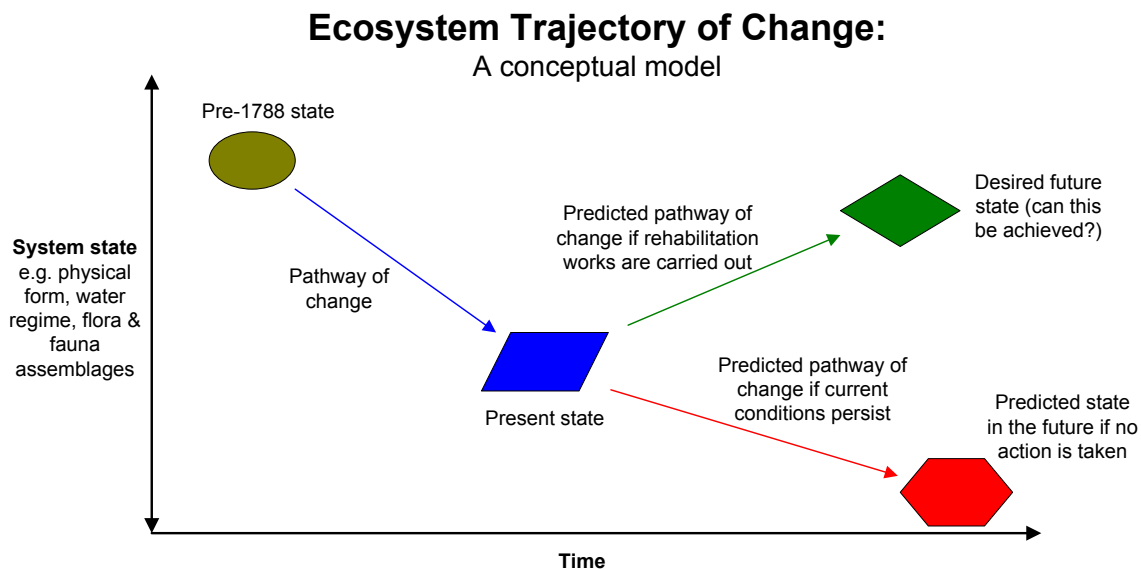 Ecosystem Trajectory of Change:
A conceptual model
Pre-1788 state
System state
e.g. physical
form, water
regime, flora &
fauna
assemblages
Pathway of
change
Predicted pathway of
change if rehabilitation
works are carried out
Desired future
state (can this
be achieved?)
Present state
Predicted pathway of
change if current
conditions persist
Predicted state
in the future if no
action is taken
Time